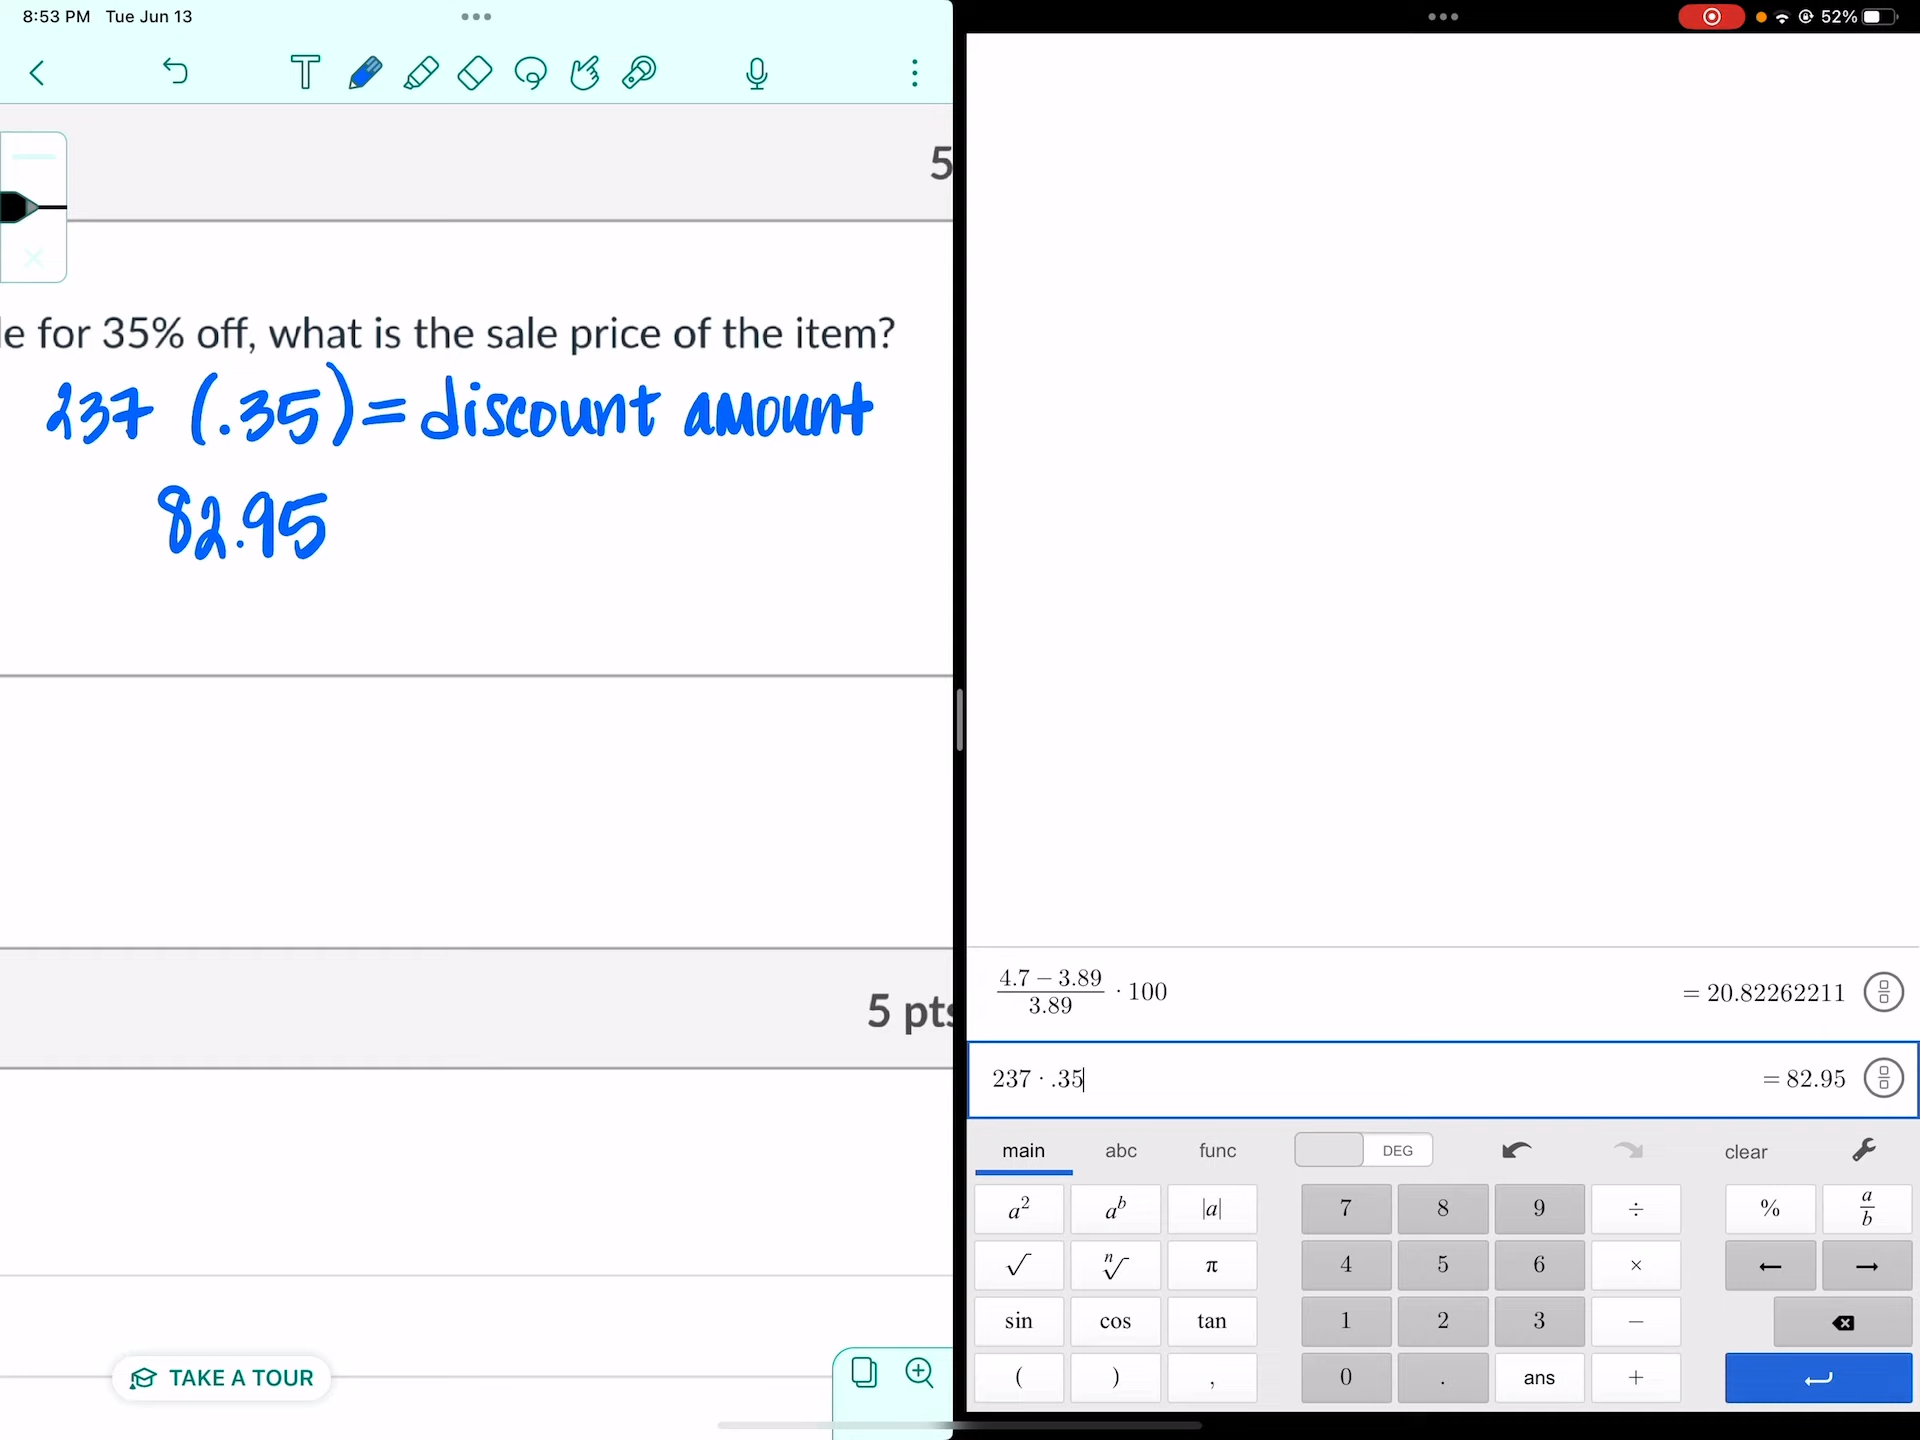 8:53 PM Tue Jun 13
52%
5
le for 35% off, what is the sale price of the item?
237 (.35) = discount amount
82.95
5 pts
TAKE A TOUR
4.7 − 3.89
3.89
· 100
= 20.82262211
237 · .35
= 82.95
main abc func DEG clear
a² aᵇ |a| 7 8 9 ÷ % a/b
√ ⁿ√ π 4 5 6 × ← →
sin cos tan 1 2 3 −
( ) , 0 . ans +